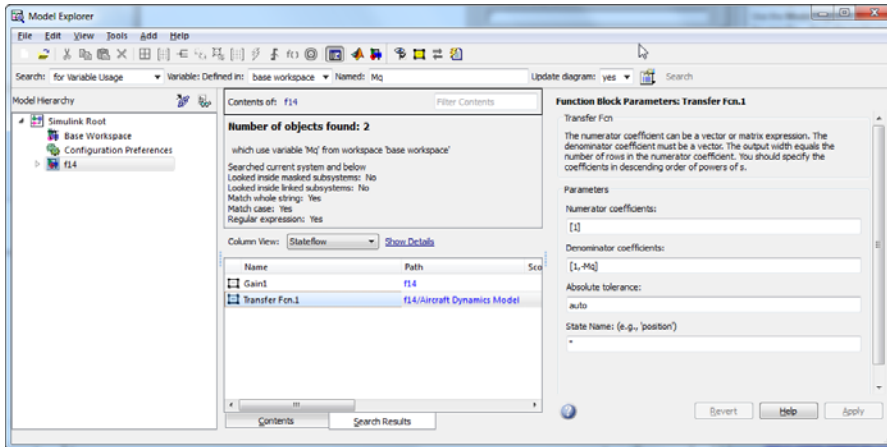 Model Explorer
File Edit View Tools Add Help
Search: for Variable Usage Variable: Defined in: base workspace Named: Mq Update diagram: yes Search
Model Hierarchy
Simulink Root
Base Workspace
Configuration Preferences
f14
Contents of: f14 Filter Contents
Number of objects found: 2
which use variable 'Mq' from workspace 'base workspace'
Searched current system and below
Looked inside masked subsystems: No
Looked inside linked subsystems: No
Match whole string: Yes
Match case: Yes
Regular expression: Yes
Column View: Stateflow Show Details
Name Path Sco
Gain1 f14
Transfer Fcn.1 f14/Aircraft Dynamics Model
Contents Search Results
Function Block Parameters: Transfer Fcn.1
Transfer Fcn
The numerator coefficient can be a vector or matrix expression. The
denominator coefficient must be a vector. The output width equals the
number of rows in the numerator coefficient. You should specify the
coefficients in descending order of powers of s.
Parameters
Numerator coefficients:
[1]
Denominator coefficients:
[1,-Mq]
Absolute tolerance:
auto
State Name: (e.g., 'position')
Revert Help Apply